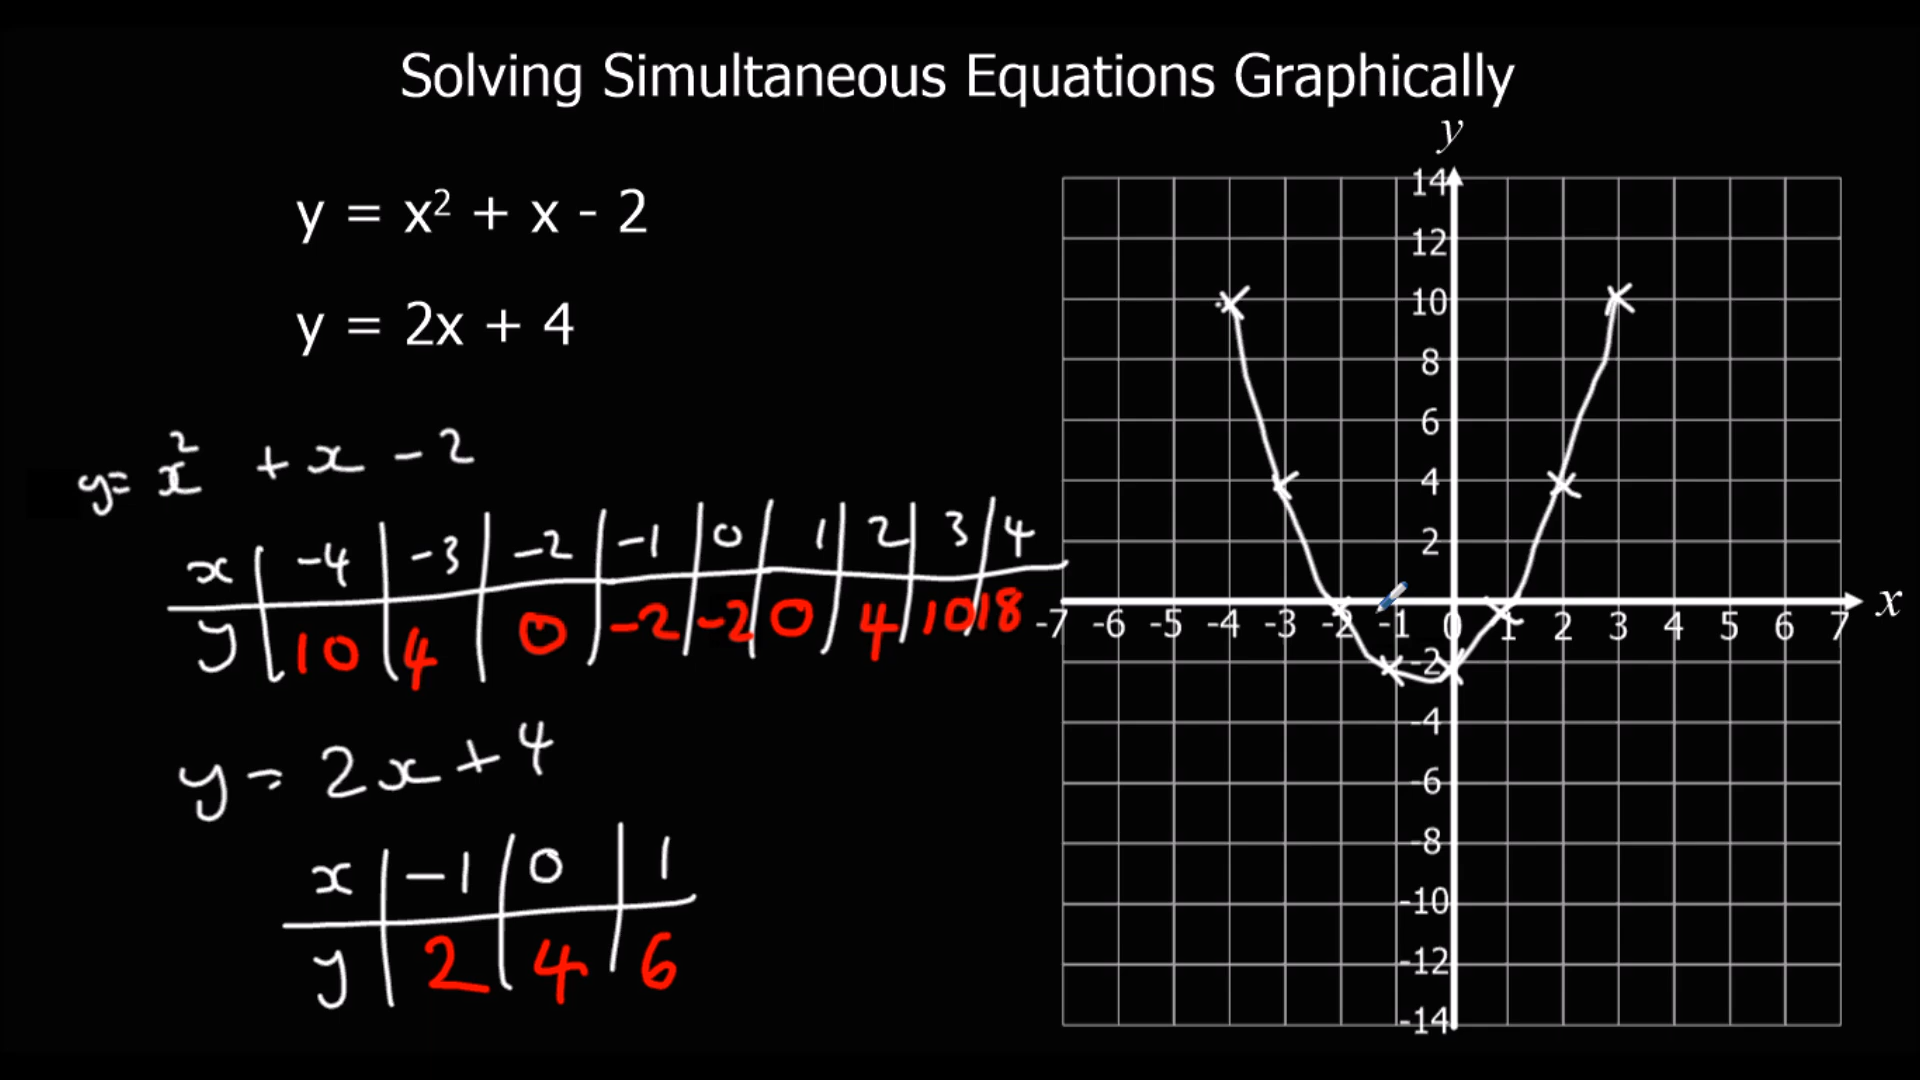 Solving Simultaneous Equations Graphically
y = x² + x - 2
y = 2x + 4
y = x² + x - 2
x -4 -3 -2 -1 0 1 2 3 4
y 10 4 0 -2 -2 0 4 10 18
y = 2x + 4
x -1 0 1
y 2 4 6
y
14
12
10
8
6
4
2
-7 -6 -5 -4 -3 -2 -1 0 1 2 3 4 5 6 7 x
-2
-4
-6
-8
-10
-12
-14